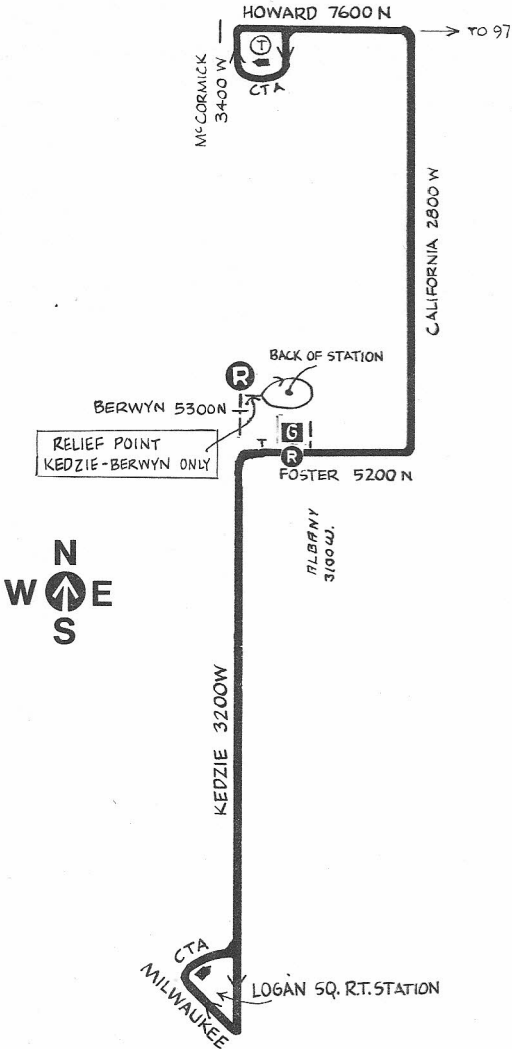 HOWARD 7600 N
TO 97
T
CTA
McCORMICK
3400 W
CALIFORNIA 2800 W
BACK OF STATION
R
BERWYN 5300N
RELIEF POINT
KEDZIE-BERWYN ONLY
G
T
R
FOSTER 5200 N
ALBANY
3100W.
N
W E
S
KEDZIE 3200W
CTA
MILWAUKEE
LOGAN SQ. R.T. STATION